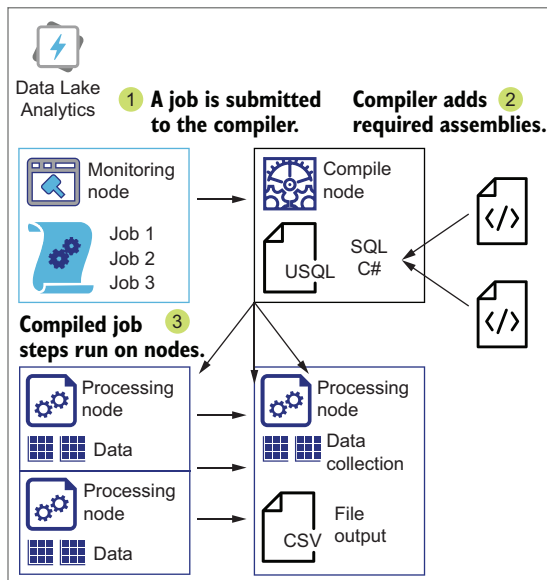 Data Lake
Analytics
1 A job is submitted
to the compiler.
Compiler adds 2
required assemblies.
Monitoring
node
Job 1
Job 2
Job 3
Compile
node
USQL
SQL
C#
</>
</>
Compiled job 3
steps run on nodes.
Processing
node
Data
Processing
node
Data
collection
Processing
node
Data
CSV
File
output